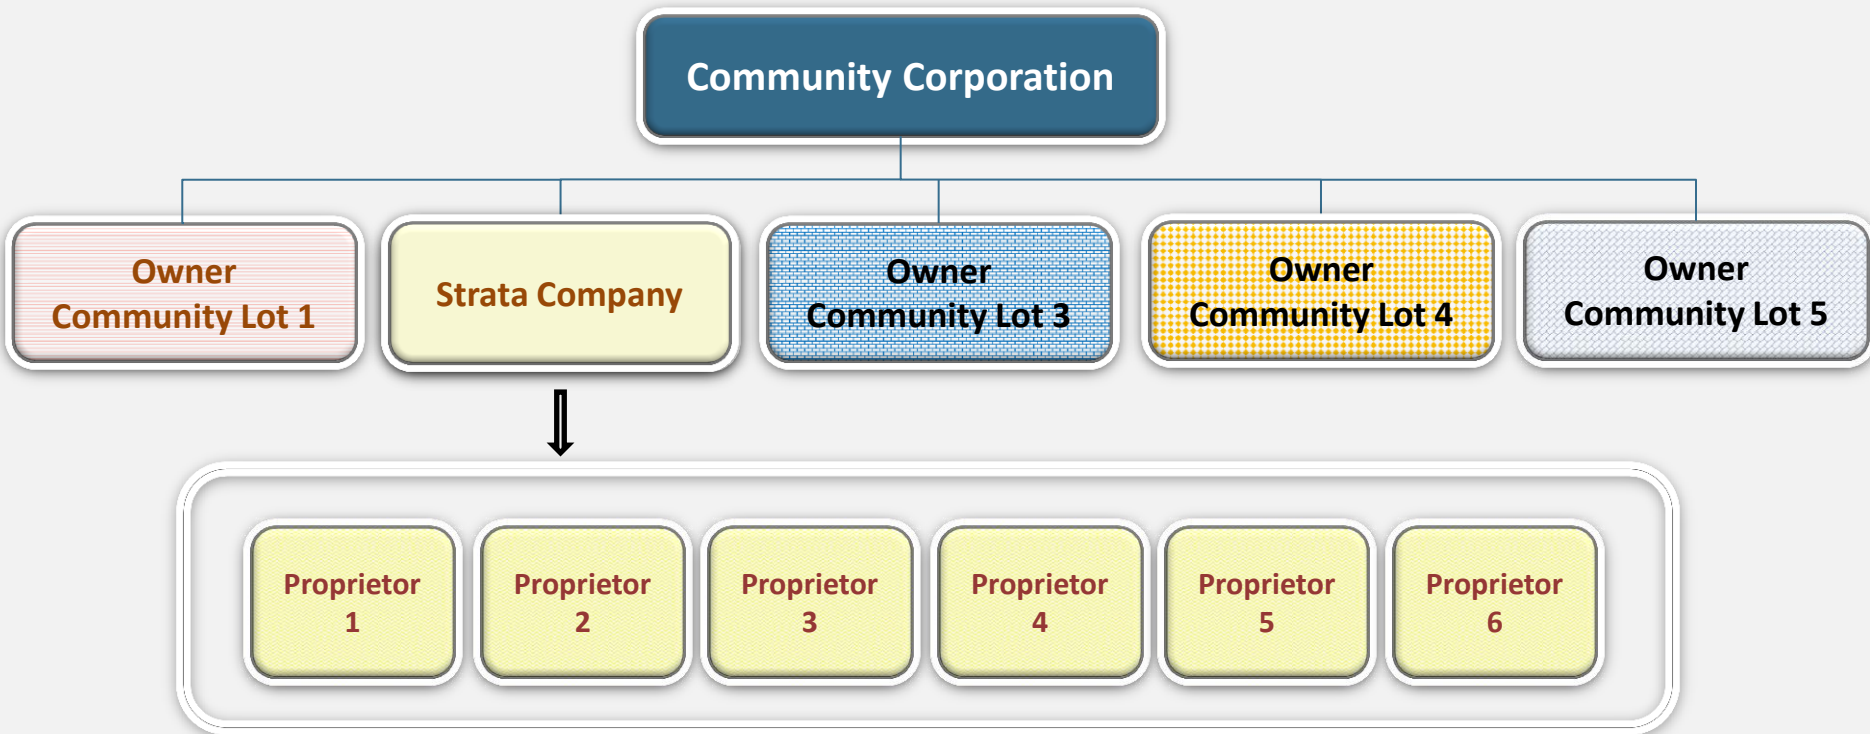 Community Corporation
Owner
Community Lot 1
Strata Company
Owner
Community Lot 3
Owner
Community Lot 4
Owner
Community Lot 5
Proprietor
1
Proprietor
2
Proprietor
3
Proprietor
4
Proprietor
5
Proprietor
6